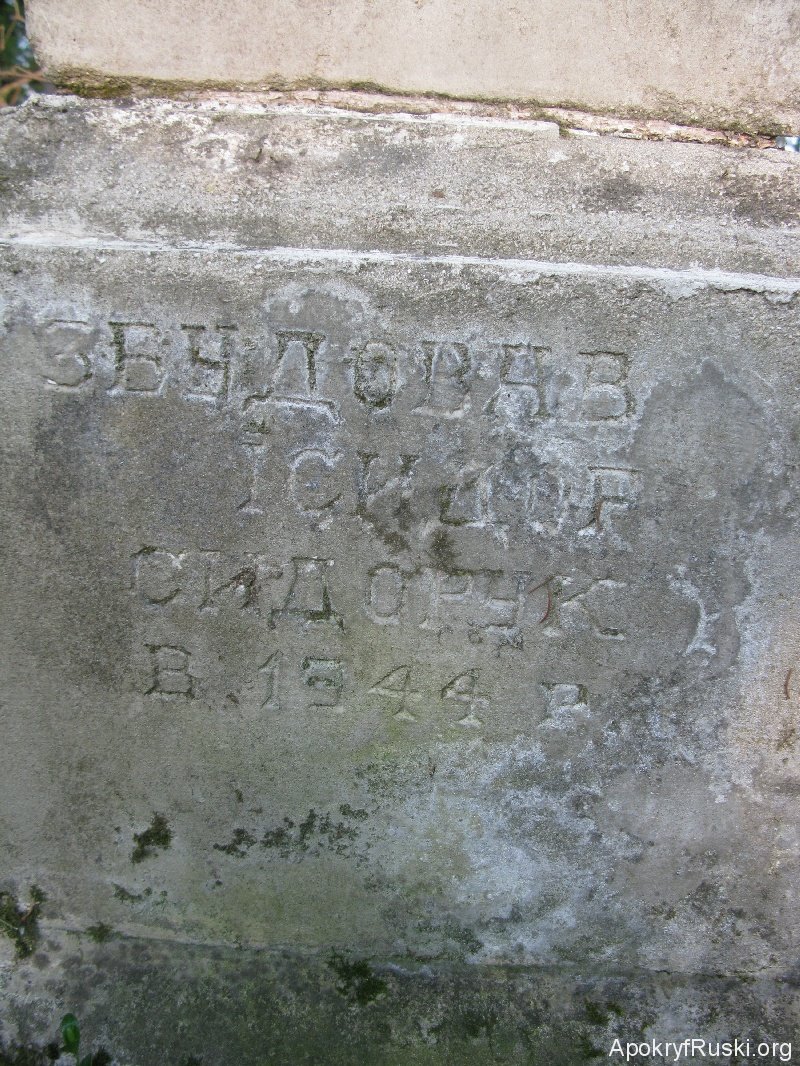 ЗБУДОВАВ
ІСИДОР
СИДОРУК
В. 1944 р.
ApokryfRuski.org